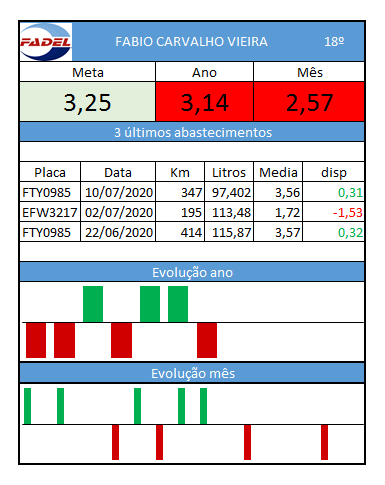 FADEL FABIO CARVALHO VIEIRA 18º
Meta Ano Mês
3,25 3,14 2,57
3 últimos abastecimentos
Placa Data Km Litros Media disp
FTY0985 10/07/2020 347 97,402 3,56 0,31
EFW3217 02/07/2020 195 113,48 1,72 -1,53
FTY0985 22/06/2020 414 115,87 3,57 0,32
Evolução ano
Evolução mês